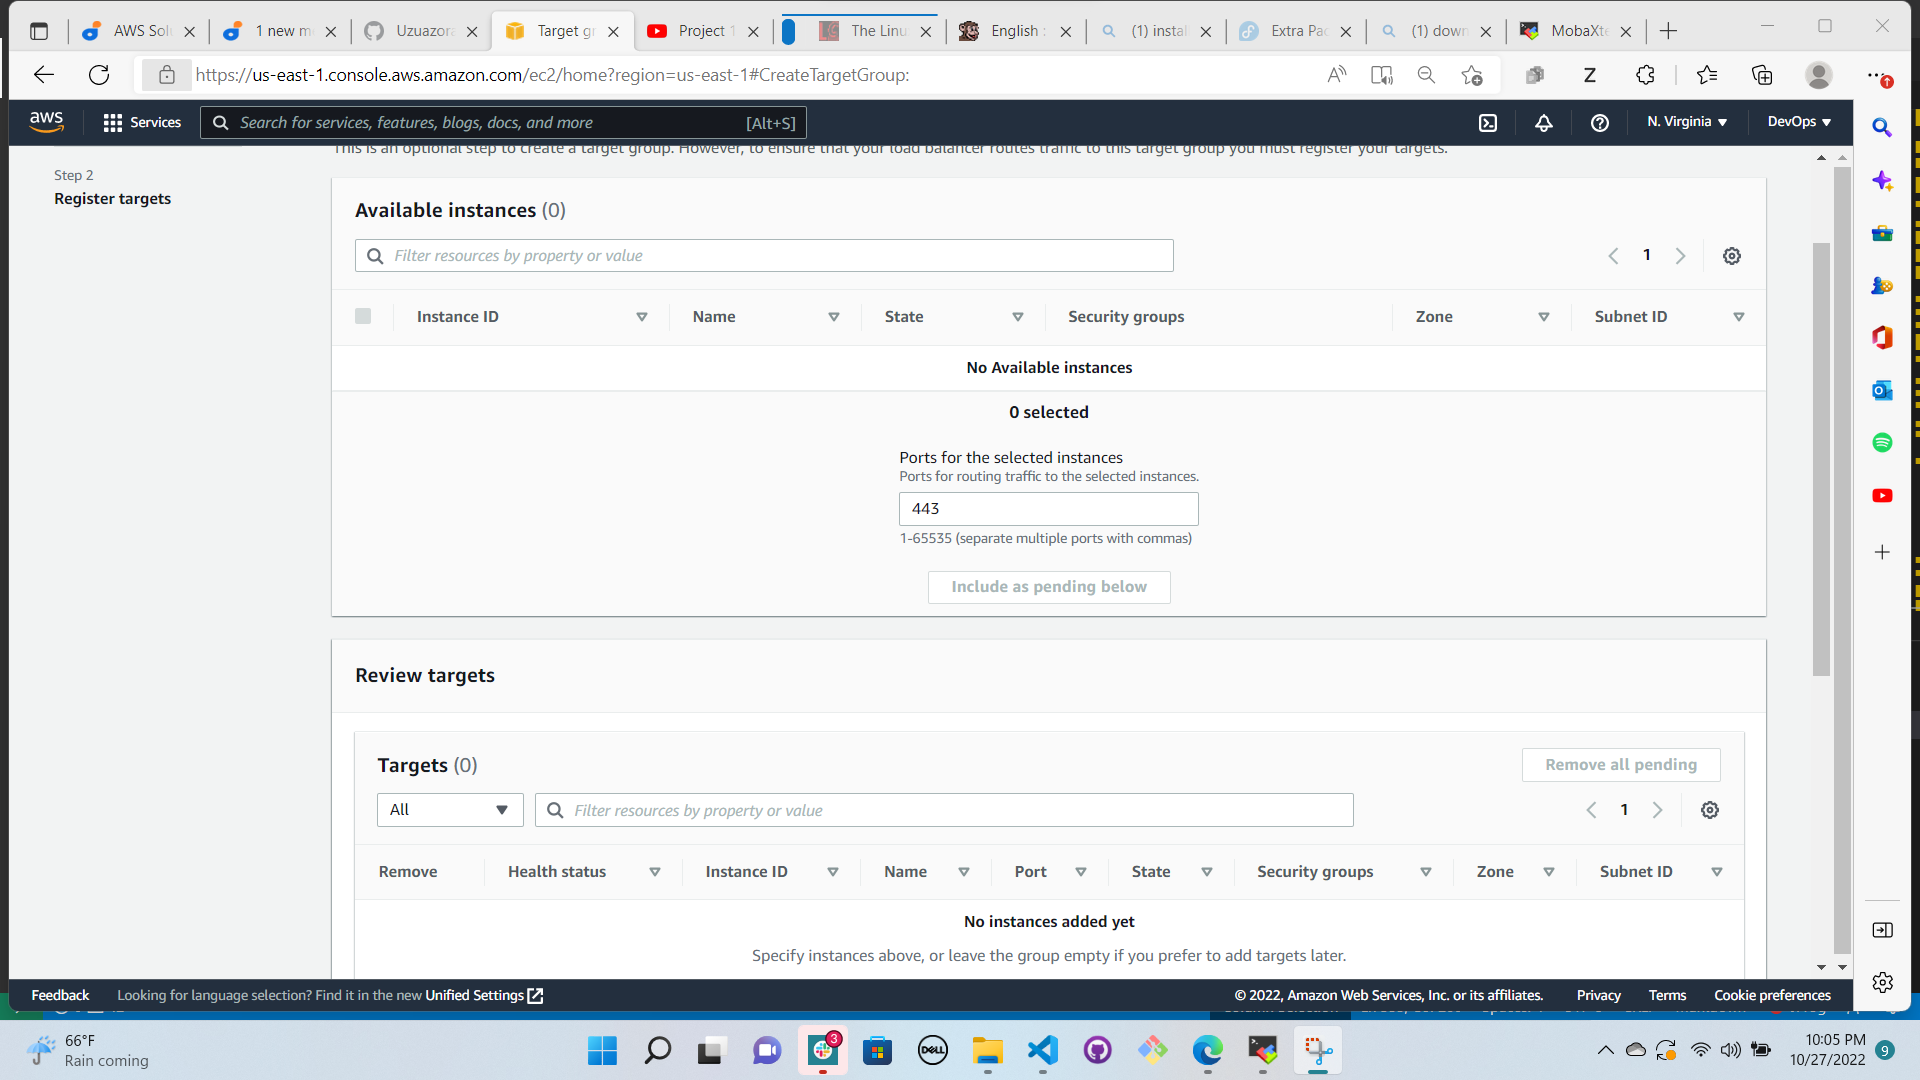 AWS Sol
1 new m
Uzuazora
Target gr
Project 1
The Linu
English :
(1) instal
Extra Pac
(1) down
MobaXte
https://us-east-1.console.aws.amazon.com/ec2/home?region=us-east-1#CreateTargetGroup:
aws
Services
Search for services, features, blogs, docs, and more
[Alt+S]
N. Virginia
DevOps
This is an optional step to create a target group. However, to ensure that your load balancer routes traffic to this target group you must register your targets.
Step 2
Register targets
Available instances (0)
Filter resources by property or value
1
Instance ID
Name
State
Security groups
Zone
Subnet ID
No Available instances
0 selected
Ports for the selected instances
Ports for routing traffic to the selected instances.
443
1-65535 (separate multiple ports with commas)
Include as pending below
Review targets
Targets (0)
Remove all pending
All
Filter resources by property or value
1
Remove
Health status
Instance ID
Name
Port
State
Security groups
Zone
Subnet ID
No instances added yet
Specify instances above, or leave the group empty if you prefer to add targets later.
Feedback
Looking for language selection? Find it in the new Unified Settings
© 2022, Amazon Web Services, Inc. or its affiliates.
Privacy
Terms
Cookie preferences
66°F
Rain coming
3
DELL
10:05 PM
10/27/2022
9